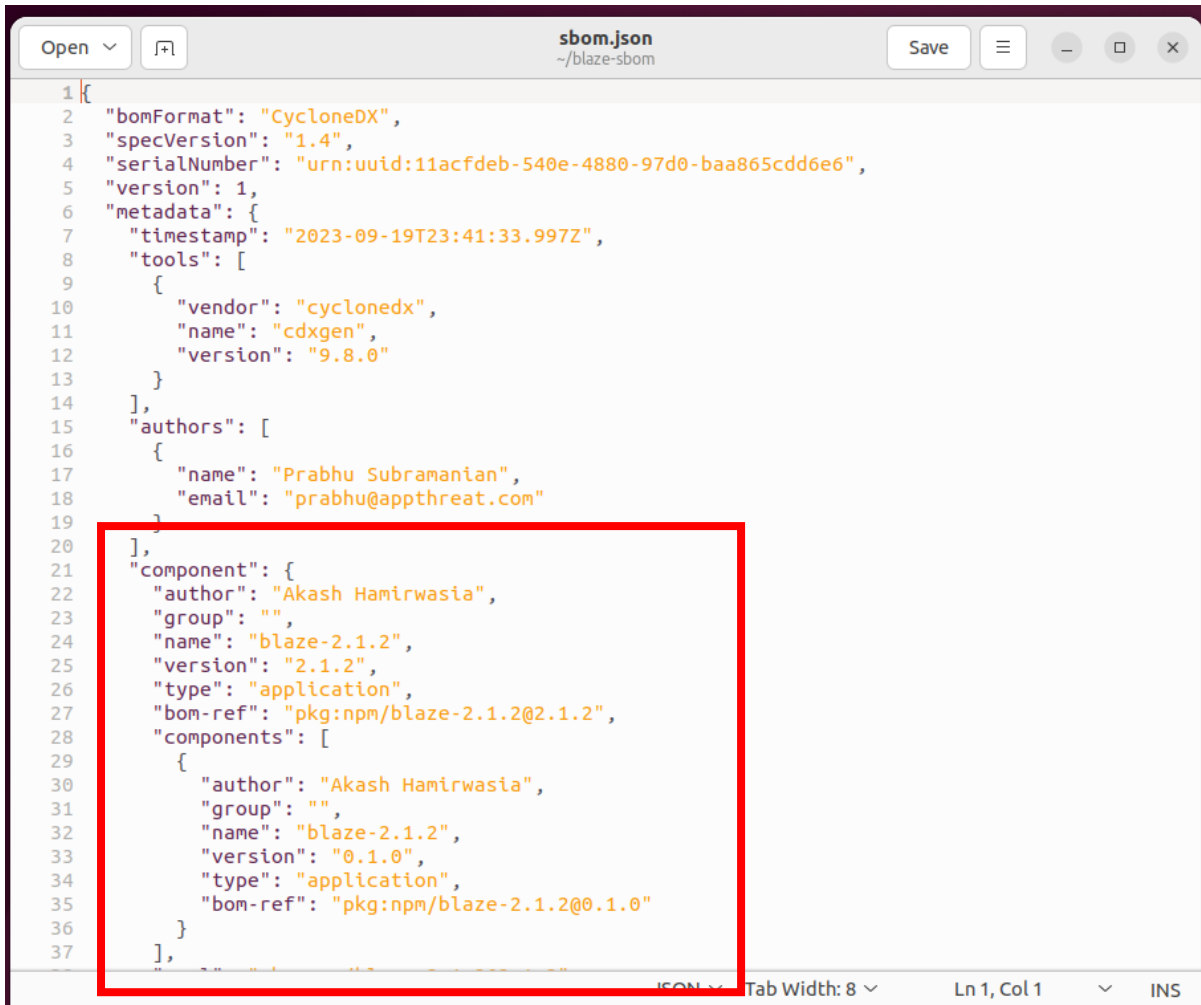 Open
sbom.json
~/blaze-sbom
Save
1 {
2 "bomFormat": "CycloneDX",
3 "specVersion": "1.4",
4 "serialNumber": "urn:uuid:11acfdeb-540e-4880-97d0-baa865cdd6e6",
5 "version": 1,
6 "metadata": {
7 "timestamp": "2023-09-19T23:41:33.997Z",
8 "tools": [
9 {
10 "vendor": "cyclonedx",
11 "name": "cdxgen",
12 "version": "9.8.0"
13 }
14 ],
15 "authors": [
16 {
17 "name": "Prabhu Subramanian",
18 "email": "prabhu@appthreat.com"
19 }
20 ],
21 "component": {
22 "author": "Akash Hamirwasia",
23 "group": "",
24 "name": "blaze-2.1.2",
25 "version": "2.1.2",
26 "type": "application",
27 "bom-ref": "pkg:npm/blaze-2.1.2@2.1.2",
28 "components": [
29 {
30 "author": "Akash Hamirwasia",
31 "group": "",
32 "name": "blaze-2.1.2",
33 "version": "0.1.0",
34 "type": "application",
35 "bom-ref": "pkg:npm/blaze-2.1.2@0.1.0"
36 }
37 ],
JSON Tab Width: 8 Ln 1, Col 1 INS